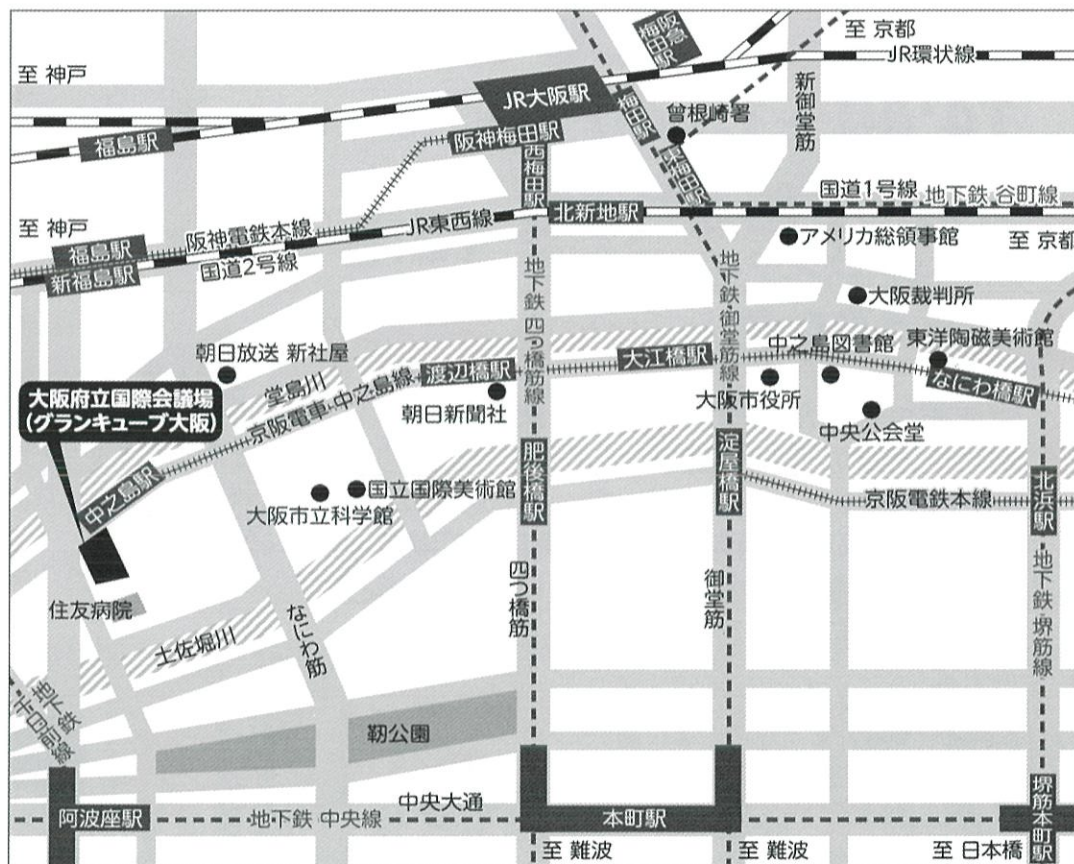 至 神戸
JR大阪駅
阪急
梅田駅
至 京都
JR環状線
新御堂筋
福島駅
阪神梅田駅
西梅田駅
梅田駅
曾根崎署
東梅田駅
国道1号線
地下鉄 谷町線
至 神戸
福島駅
新福島駅
阪神電鉄本線
国道2号線
JR東西線
北新地駅
アメリカ総領事館
至 京都
地下鉄 四つ橋筋線
地下鉄 御堂筋線
大阪裁判所
朝日放送 新社屋
堂島川
京阪電車 中之島線
渡辺橋駅
朝日新聞社
大江橋駅
中之島図書館
東洋陶磁美術館
なにわ橋駅
大阪市役所
中央公会堂
大阪府立国際会議場
(グランキューブ大阪)
中之島駅
国立国際美術館
大阪市立科学館
肥後橋駅
淀屋橋駅
京阪電鉄本線
北浜駅
住友病院
土佐堀川
なにわ筋
四つ橋筋
御堂筋
地下鉄 堺筋線
地下鉄
千日前線
靭公園
阿波座駅
地下鉄 中央線
中央大通
本町駅
堺筋本町駅
至 難波
至 難波
至 日本橋